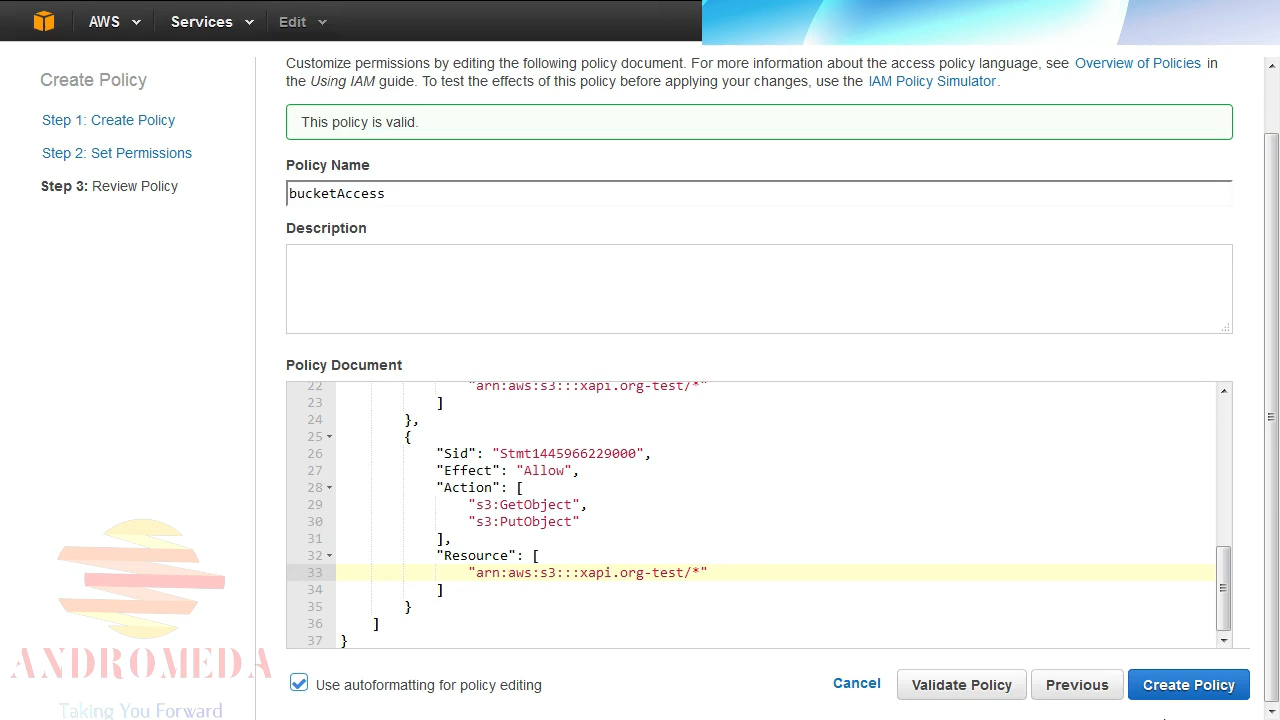 AWS Services Edit
Create Policy
Step 1: Create Policy
Step 2: Set Permissions
Step 3: Review Policy
Customize permissions by editing the following policy document. For more information about the access policy language, see Overview of Policies in
the Using IAM guide. To test the effects of this policy before applying your changes, use the IAM Policy Simulator.
This policy is valid.
Policy Name
bucketAccess
Description
Policy Document
22 "arn:aws:s3:::xapi.org-test/*"
23 ]
24 },
25 {
26 "Sid": "Stmt1445966229000",
27 "Effect": "Allow",
28 "Action": [
29 "s3:GetObject",
30 "s3:PutObject"
31 ],
32 "Resource": [
33 "arn:aws:s3:::xapi.org-test/*"
34 ]
35 }
36 ]
37 }
Use autoformatting for policy editing
Cancel Validate Policy Previous Create Policy
ANDROMEDA
Taking You Forward